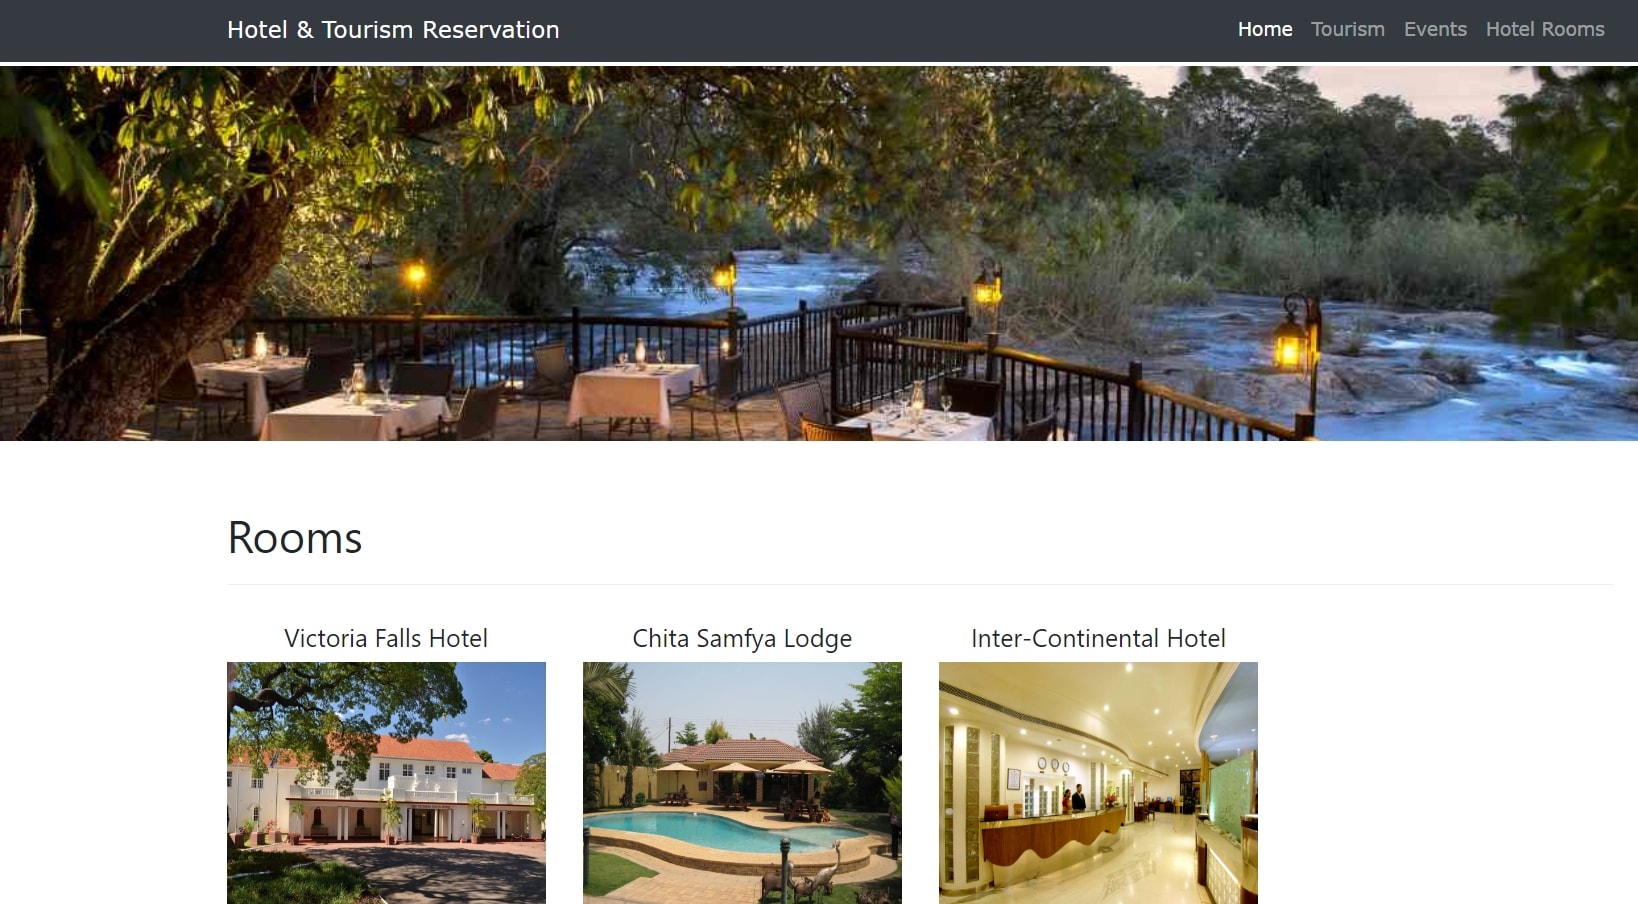 Hotel & Tourism Reservation
Home Tourism Events Hotel Rooms
Rooms
Victoria Falls Hotel
Chita Samfya Lodge
Inter-Continental Hotel